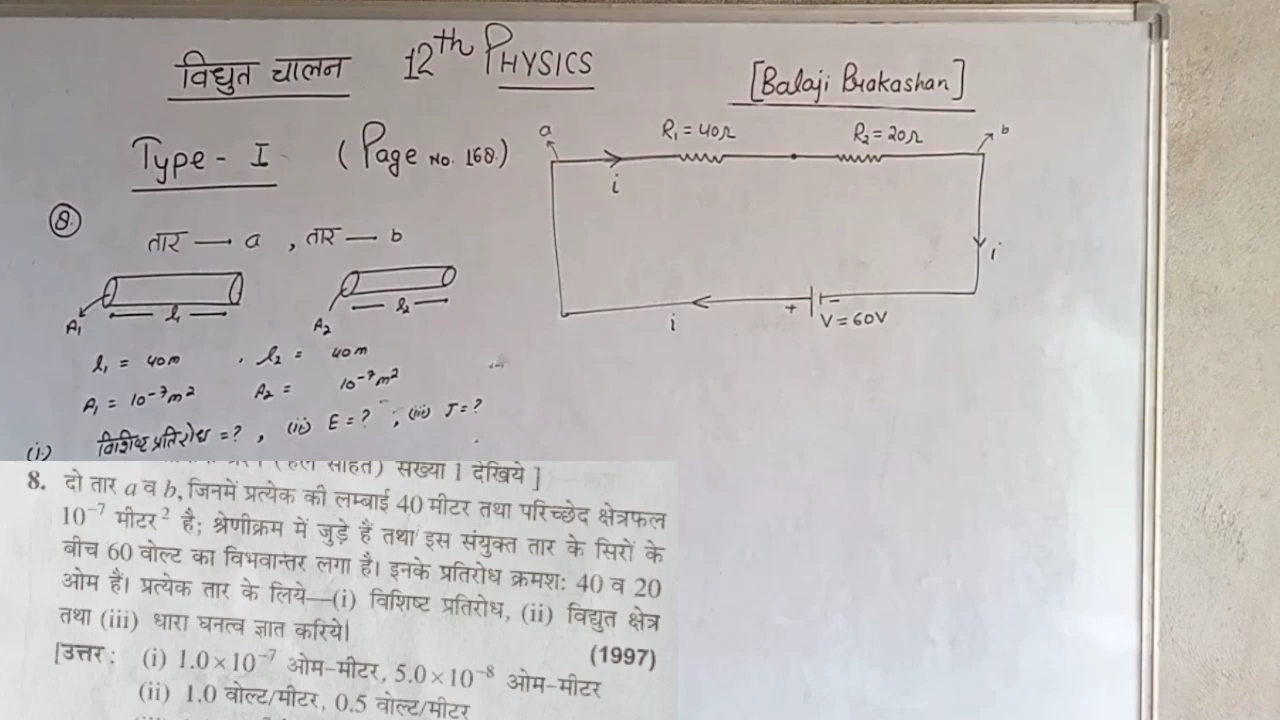 विद्युत चालन 12th PHYSICS [Balaji Prakashan]
Type - I (Page No. 168.)
a R₁ = 40Ω R₂ = 20Ω b
i
8.
तार — a , तार — b
i
l₁ l₂
A₁ A₂
+ - V = 60V
i
l₁ = 40m , l₂ = 40m
A₁ = 10⁻⁷m² A₂ = 10⁻⁷m²
(i) विशिष्ट प्रतिरोध = ? , (ii) E = ? , (iii) J = ?
(हल सहित) संख्या 1 देखिये ]
8. दो तार a व b, जिनमें प्रत्येक की लम्बाई 40 मीटर तथा परिच्छेद क्षेत्रफल
10⁻⁷ मीटर² है; श्रेणीक्रम में जुड़े हैं तथा इस संयुक्त तार के सिरों के
बीच 60 वोल्ट का विभवान्तर लगा है। इनके प्रतिरोध क्रमश: 40 व 20
ओम हैं। प्रत्येक तार के लिये—(i) विशिष्ट प्रतिरोध, (ii) विद्युत क्षेत्र
तथा (iii) धारा घनत्व ज्ञात करिये।
(1997)
[उत्तर : (i) 1.0×10⁻⁷ ओम-मीटर, 5.0×10⁻⁸ ओम-मीटर
(ii) 1.0 वोल्ट/मीटर, 0.5 वोल्ट/मीटर